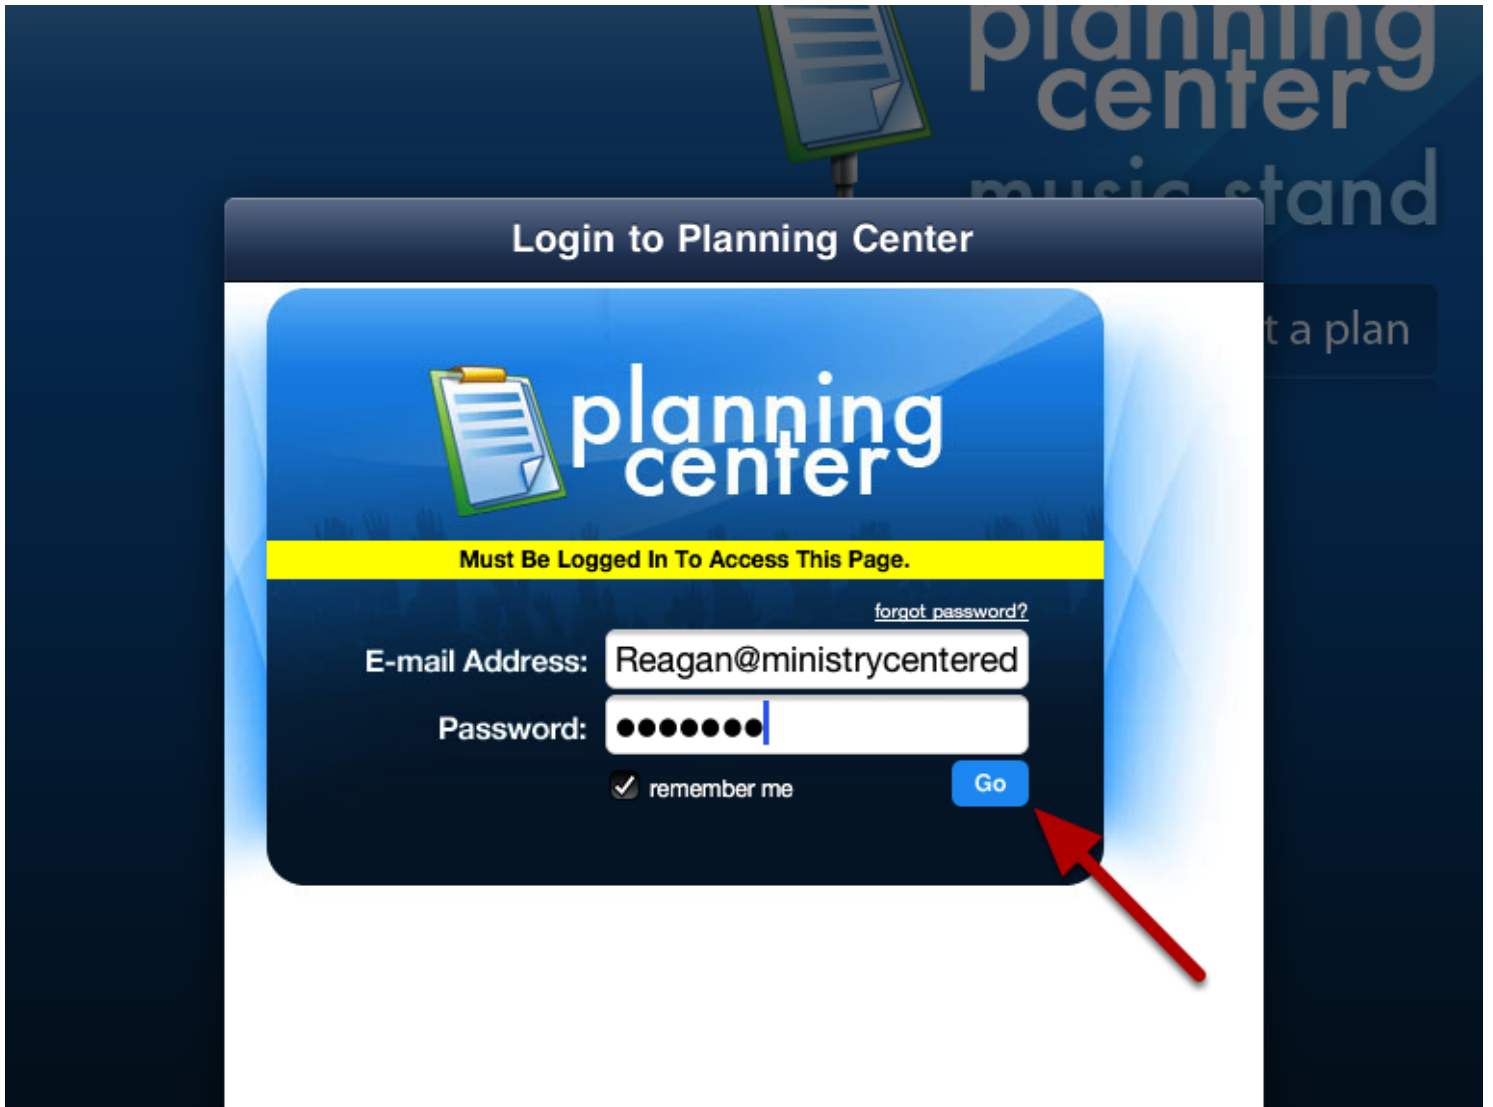 planning
center
music stand
Login to Planning Center
t a plan
planning
center
Must Be Logged In To Access This Page.
forgot password?
E-mail Address: Reagan@ministrycentered
Password: ●●●●●●●
remember me
Go